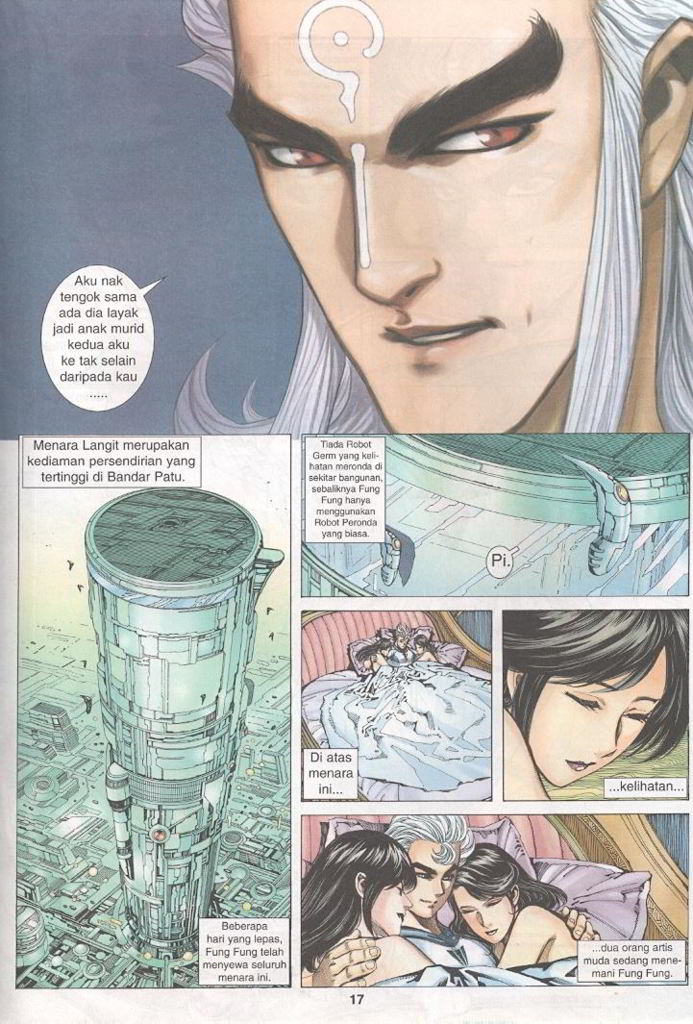 Aku nak
tengok sama
ada dia layak
jadi anak murid
kedua aku
ke tak selain
daripada kau
.....
Menara Langit merupakan
kediaman persendirian yang
tertinggi di Bandar Patu.
Tiada Robot
Germ yang keli-
hatan meronda di
sekitar bangunan,
sebaliknya Fung
Fung hanya
menggunakan
Robot Peronda
yang biasa.
Pi.
Di atas
menara
ini...
...kelihatan...
Beberapa
hari yang lepas,
Fung Fung telah
menyewa seluruh
menara ini.
...dua orang artis
muda sedang mene-
mani Fung Fung.
17